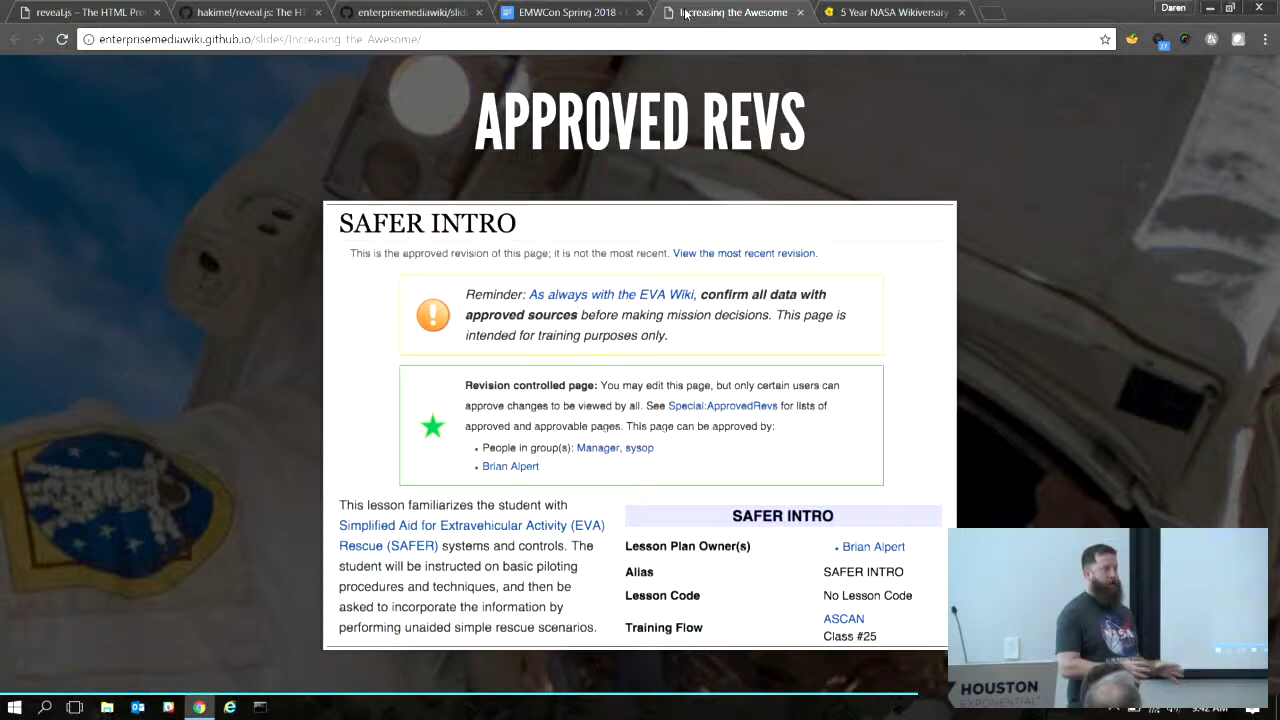 reveal.js – The HTML Pre
hakimel/reveal.js: The H
enterprisemediawiki/slid
EMWCon Spring 2018 -
Increasing the Awesome
5 Year NASA Wikiversary
Daren
enterprisemediawiki.github.io/slides/Increasing-the-Awesome/
APPROVED REVS
SAFER INTRO
This is the approved revision of this page; it is not the most recent. View the most recent revision.
Reminder: As always with the EVA Wiki, confirm all data with
approved sources before making mission decisions. This page is
intended for training purposes only.
Revision controlled page: You may edit this page, but only certain users can
approve changes to be viewed by all. See Special:ApprovedRevs for lists of
approved and approvable pages. This page can be approved by:
• People in group(s): Manager, sysop
• Brian Alpert
This lesson familiarizes the student with
Simplified Aid for Extravehicular Activity (EVA)
Rescue (SAFER) systems and controls. The
student will be instructed on basic piloting
procedures and techniques, and then be
asked to incorporate the information by
performing unaided simple rescue scenarios.
SAFER INTRO
Lesson Plan Owner(s) • Brian Alpert
Alias SAFER INTRO
Lesson Code No Lesson Code
Training Flow ASCAN
Class #25
NASA
HOUSTON
EXPONENTIAL
9:42 AM